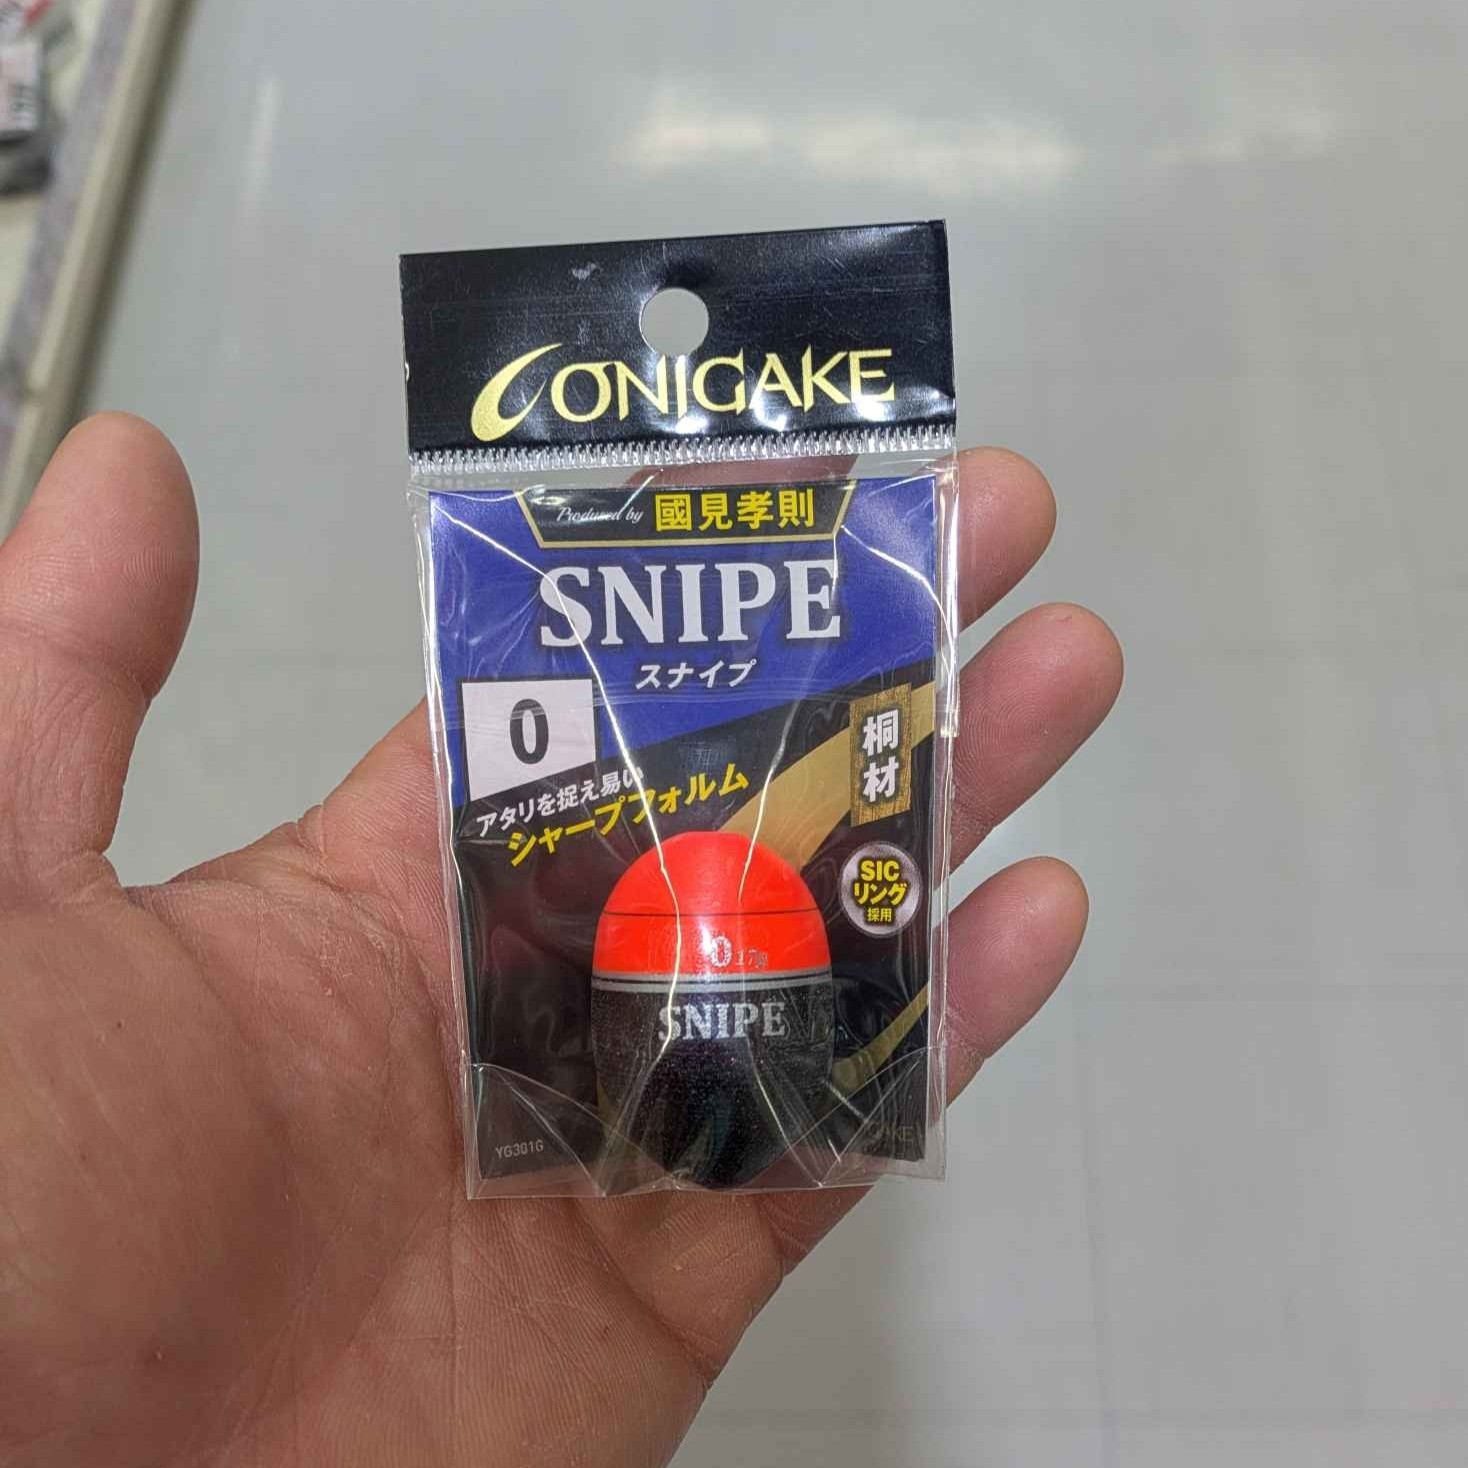 ONIGAKE
Produced by 國見孝則
SNIPE
スナイプ
0
アタリを捉え易い
シャープフォルム
桐材
SIC
リング
採用
0
SNIPE
YG301G